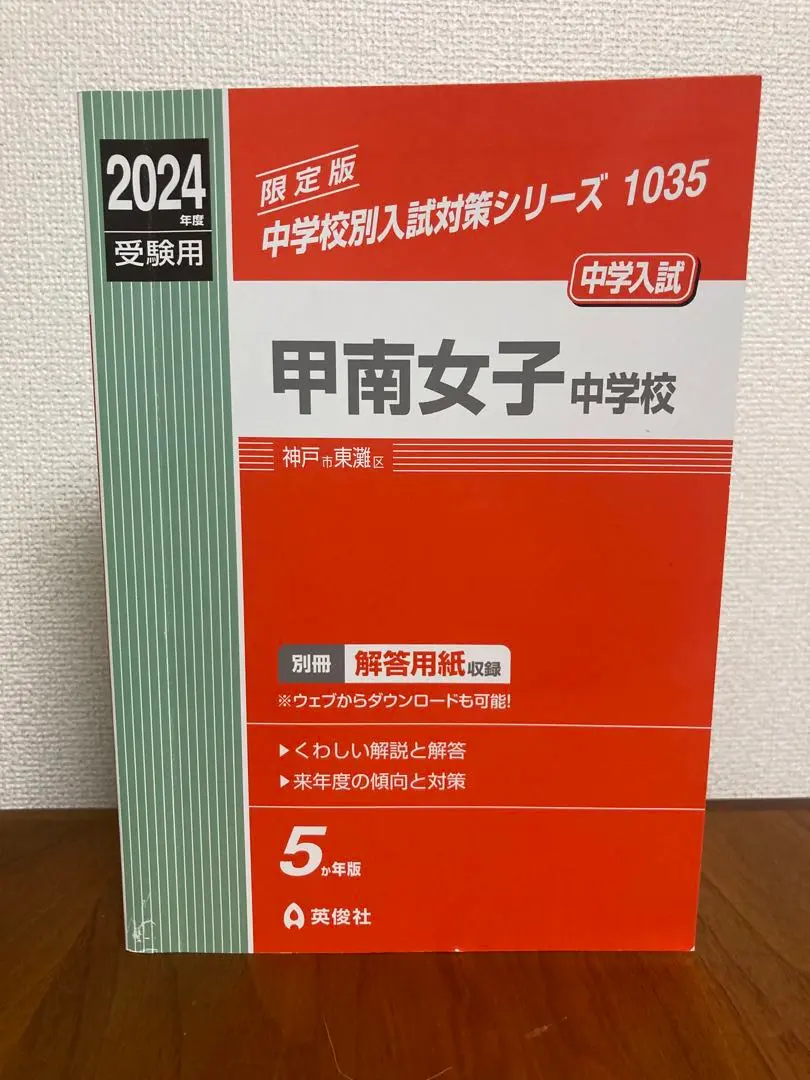 2024
年度
受験用
限定版
中学校別入試対策シリーズ 1035
中学入試
甲南女子中学校
神戸市東灘区
別冊 解答用紙収録
※ウェブからダウンロードも可能!
▶くわしい解説と解答
▶来年度の傾向と対策
5か年版
英俊社